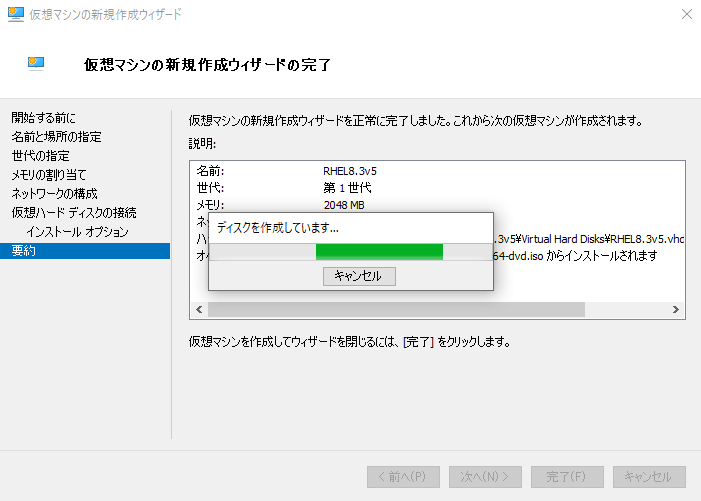 仮想マシンの新規作成ウィザード
仮想マシンの新規作成ウィザードの完了
開始する前に
名前と場所の指定
世代の指定
メモリの割り当て
ネットワークの構成
仮想ハード ディスクの接続
インストール オプション
要約
仮想マシンの新規作成ウィザードを正常に完了しました。これから次の仮想マシンが作成されます。
説明:
名前: RHEL8.3v5
世代: 第 1 世代
メモリ: 2048 MB
ネ
ハ .3v5¥Virtual Hard Disks¥RHEL8.3v5.vhd
オ 64-dvd.iso からインストールされます
ディスクを作成しています...
キャンセル
仮想マシンを作成してウィザードを閉じるには、[完了] をクリックします。
< 前へ(P) 次へ(N) > 完了(F) キャンセル